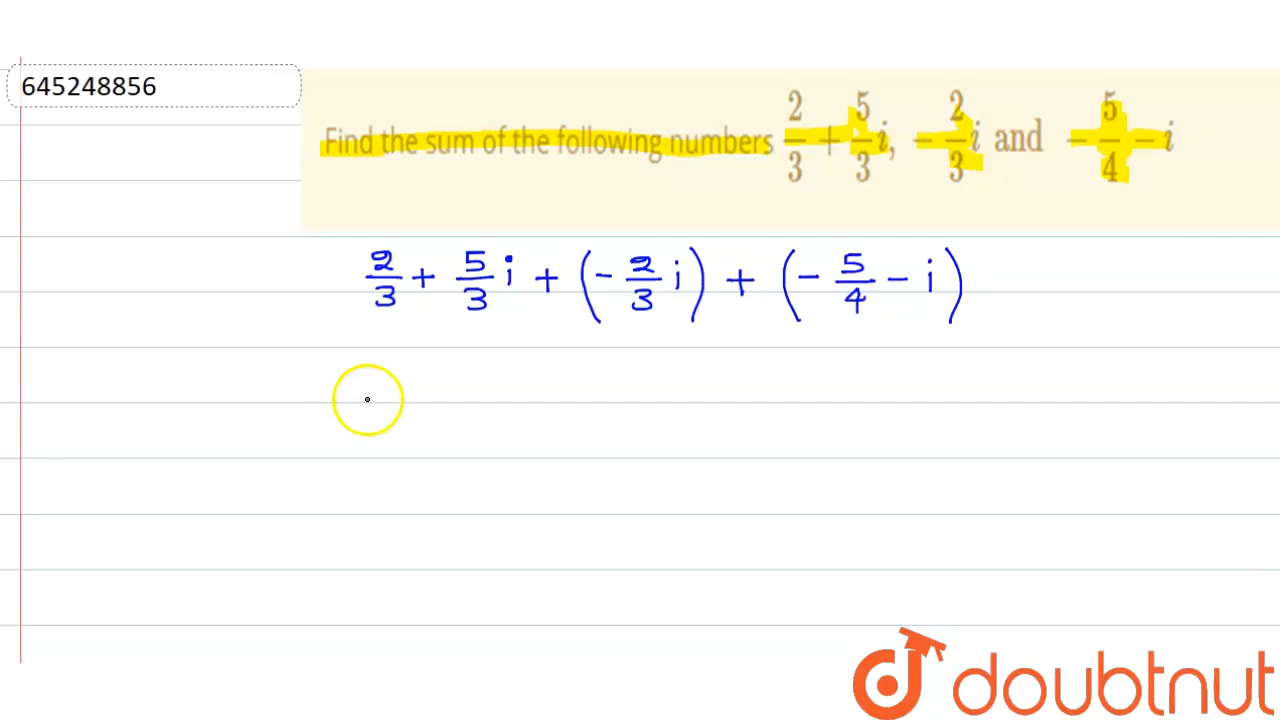 645248856
Find the sum of the following numbers 2/3 + 5/3 i, − 2/3 i and − 5/4 − i
2/3 + 5/3 i + (− 2/3 i) + (− 5/4 − i)
doubtnut